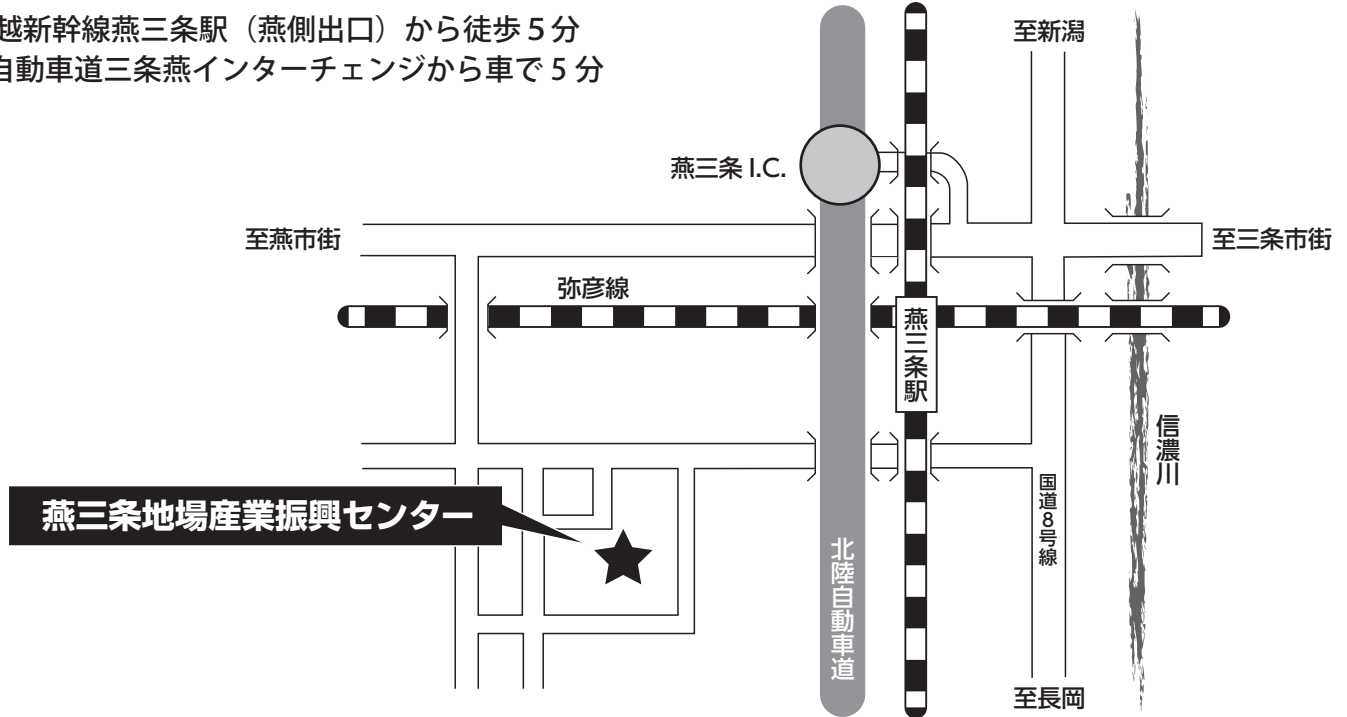 越新幹線燕三条駅（燕側出口）から徒歩5分
自動車道三条燕インターチェンジから車で5分
至新潟
燕三条 I.C.
至燕市街
至三条市街
弥彦線
燕三条駅
信濃川
国道8号線
燕三条地場産業振興センター
北陸自動車道
至長岡